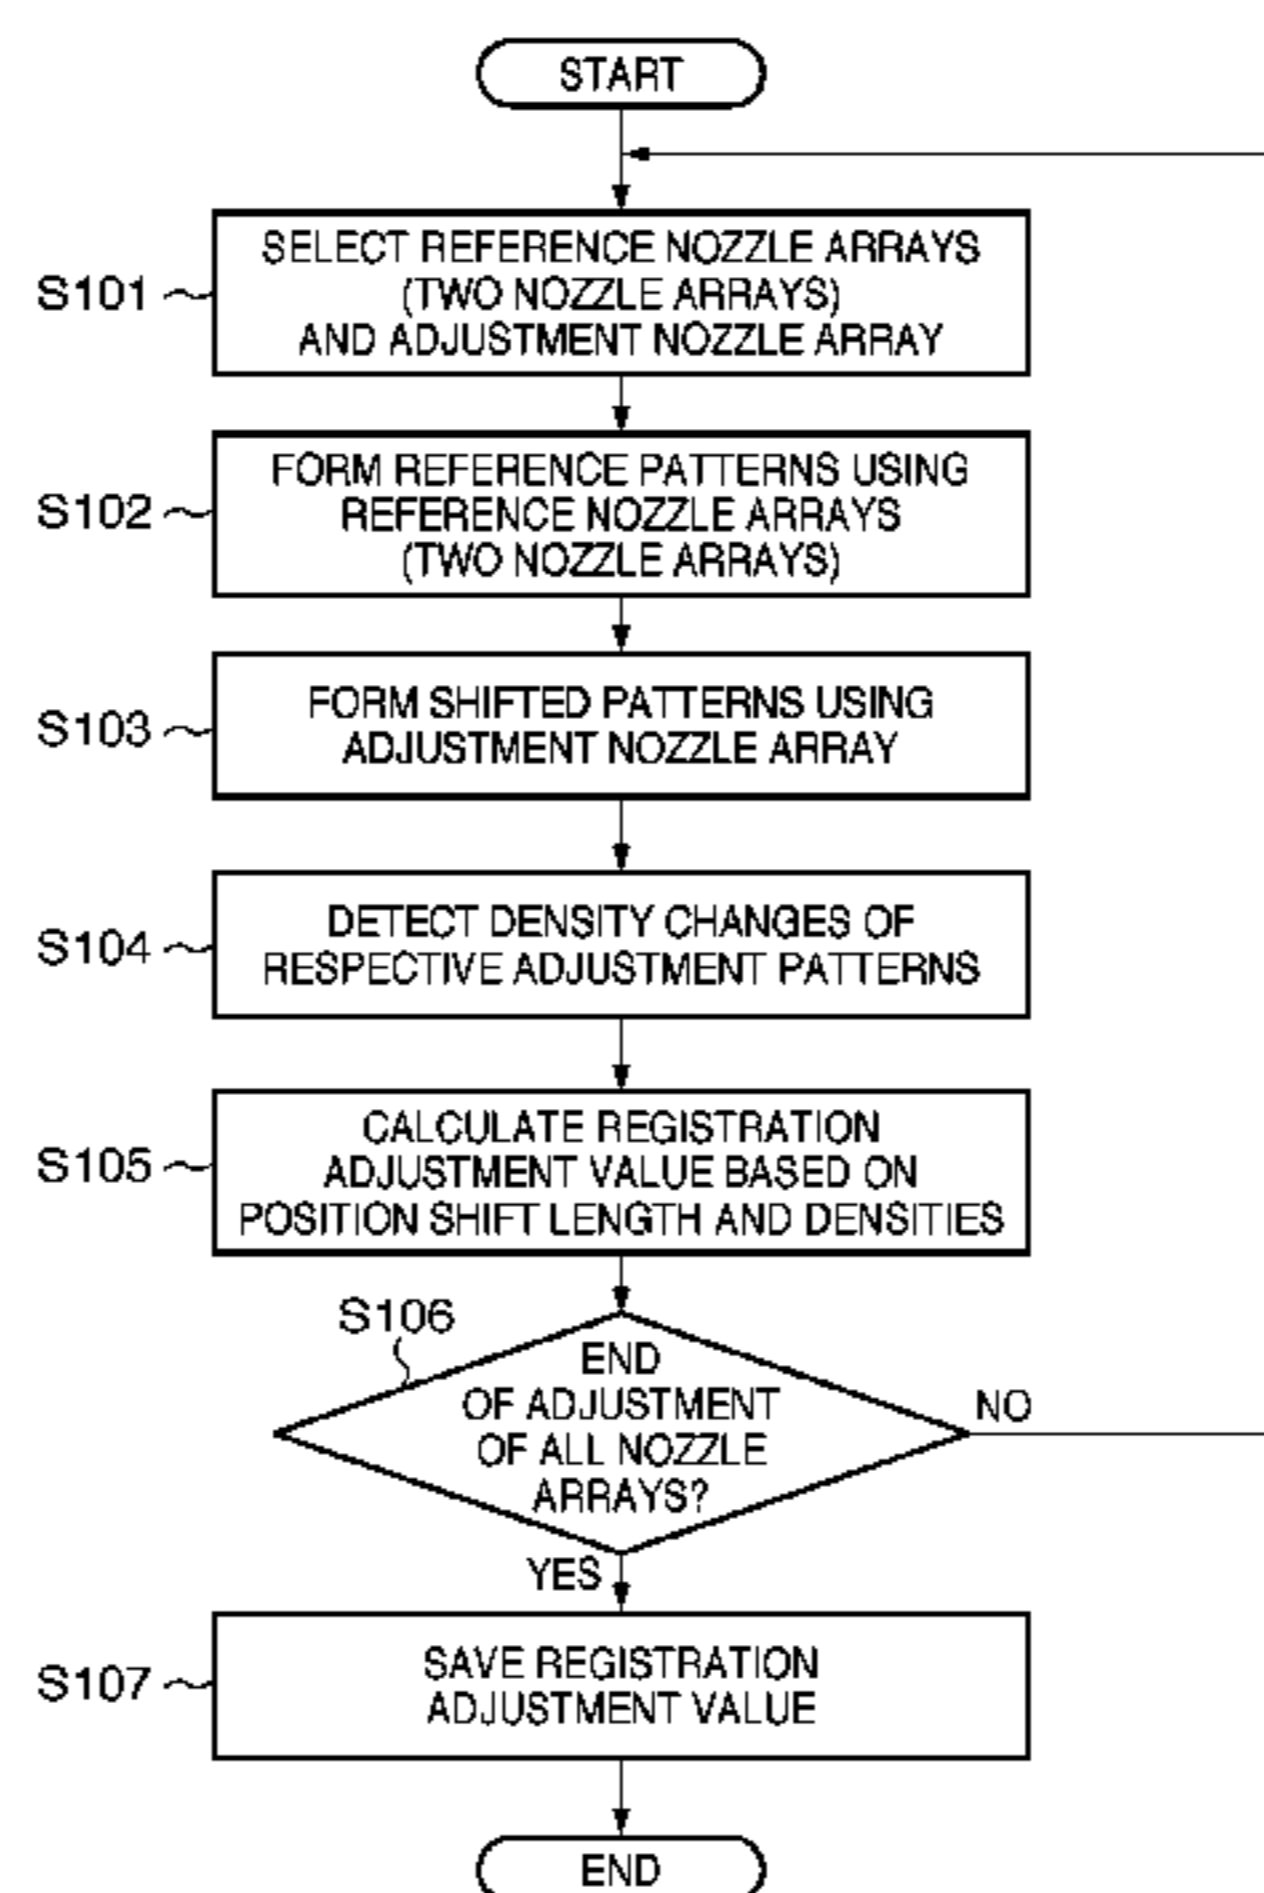 START
S101
SELECT REFERENCE NOZZLE ARRAYS
(TWO NOZZLE ARRAYS)
AND ADJUSTMENT NOZZLE ARRAY
S102
FORM REFERENCE PATTERNS USING
REFERENCE NOZZLE ARRAYS
(TWO NOZZLE ARRAYS)
S103
FORM SHIFTED PATTERNS USING
ADJUSTMENT NOZZLE ARRAY
S104
DETECT DENSITY CHANGES OF
RESPECTIVE ADJUSTMENT PATTERNS
S105
CALCULATE REGISTRATION
ADJUSTMENT VALUE BASED ON
POSITION SHIFT LENGTH AND DENSITIES
S106
END
OF ADJUSTMENT
OF ALL NOZZLE
ARRAYS?
NO
YES
S107
SAVE REGISTRATION
ADJUSTMENT VALUE
END